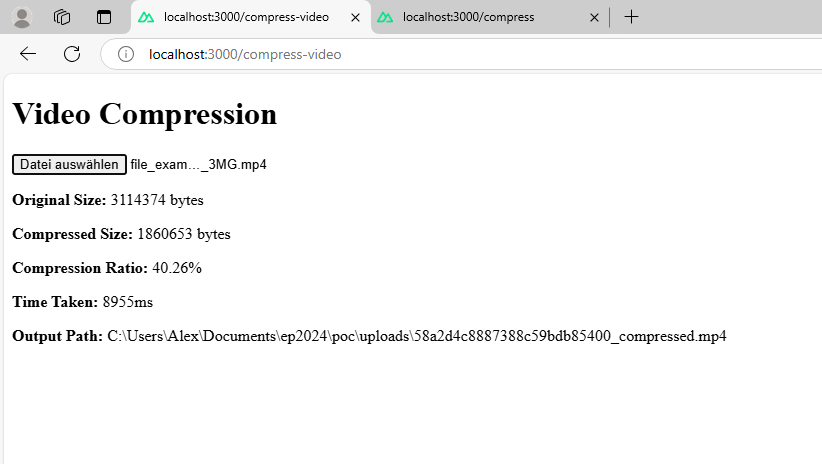 localhost:3000/compress-video
localhost:3000/compress
localhost:3000/compress-video
Video Compression
Datei auswählen file_exam…_3MG.mp4
Original Size: 3114374 bytes
Compressed Size: 1860653 bytes
Compression Ratio: 40.26%
Time Taken: 8955ms
Output Path: C:\Users\Alex\Documents\ep2024\poc\uploads\58a2d4c8887388c59bdb85400_compressed.mp4